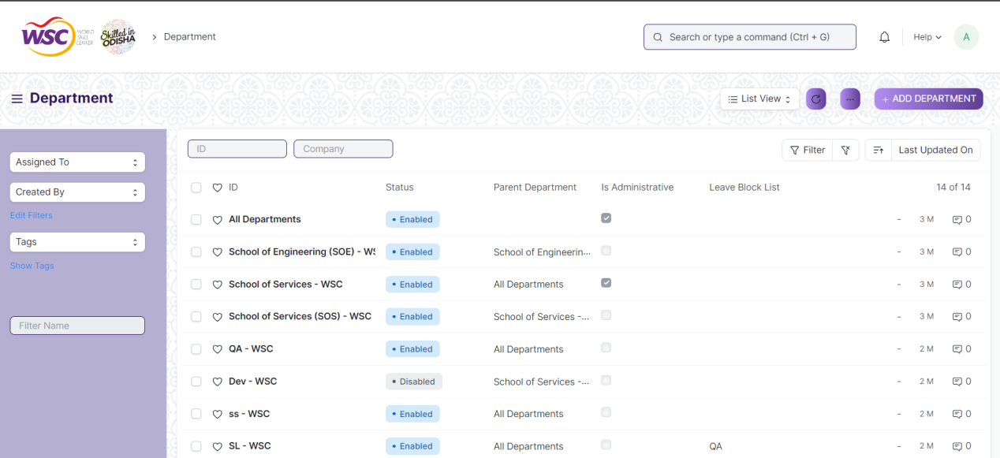 WSC WORLD SKILL CENTER Skilled in ODISHA > Department Search or type a command (Ctrl + G) Help A
Department List View ... + ADD DEPARTMENT
Assigned To
Created By
Edit Filters
Tags
Show Tags
Filter Name
ID Company Filter Last Updated On
ID Status Parent Department Is Administrative Leave Block List 14 of 14
All Departments • Enabled - 3 M 0
School of Engineering (SOE) - WS • Enabled School of Engineerin... - 3 M 0
School of Services - WSC • Enabled All Departments - 3 M 0
School of Services (SOS) - WSC • Enabled School of Services -... - 3 M 0
QA - WSC • Enabled All Departments - 2 M 0
Dev - WSC • Disabled School of Services -... - 2 M 0
ss - WSC • Enabled All Departments - 2 M 0
SL - WSC • Enabled All Departments QA - 2 M 0